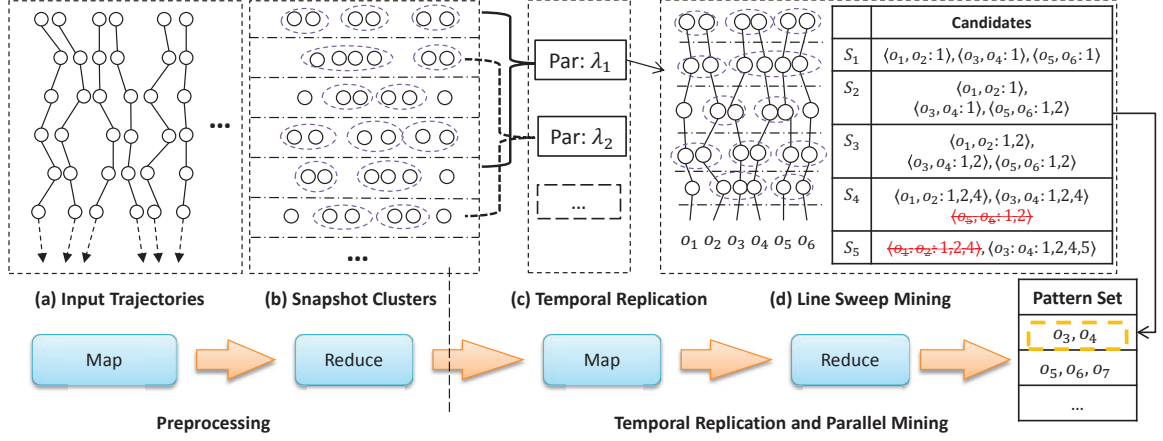 ...
...
Par: λ1
Par: λ2
...
o1 o2 o3 o4 o5 o6
Candidates
S1 ⟨o1, o2: 1⟩,⟨o3, o4: 1⟩,⟨o5, o6: 1⟩
S2 ⟨o1, o2: 1⟩,
⟨o3, o4: 1⟩,⟨o5, o6: 1,2⟩
S3 ⟨o1, o2: 1,2⟩,
⟨o3, o4: 1,2⟩,⟨o5, o6: 1,2⟩
S4 ⟨o1, o2: 1,2,4⟩,⟨o3, o4: 1,2,4⟩
⟨o5, o6: 1,2⟩
S5 ⟨o1: o2: 1,2,4⟩,⟨o3: o4: 1,2,4,5⟩
(a) Input Trajectories
(b) Snapshot Clusters
(c) Temporal Replication
(d) Line Sweep Mining
Map
Reduce
Map
Reduce
Pattern Set
o3, o4
o5, o6, o7
...
Preprocessing
Temporal Replication and Parallel Mining